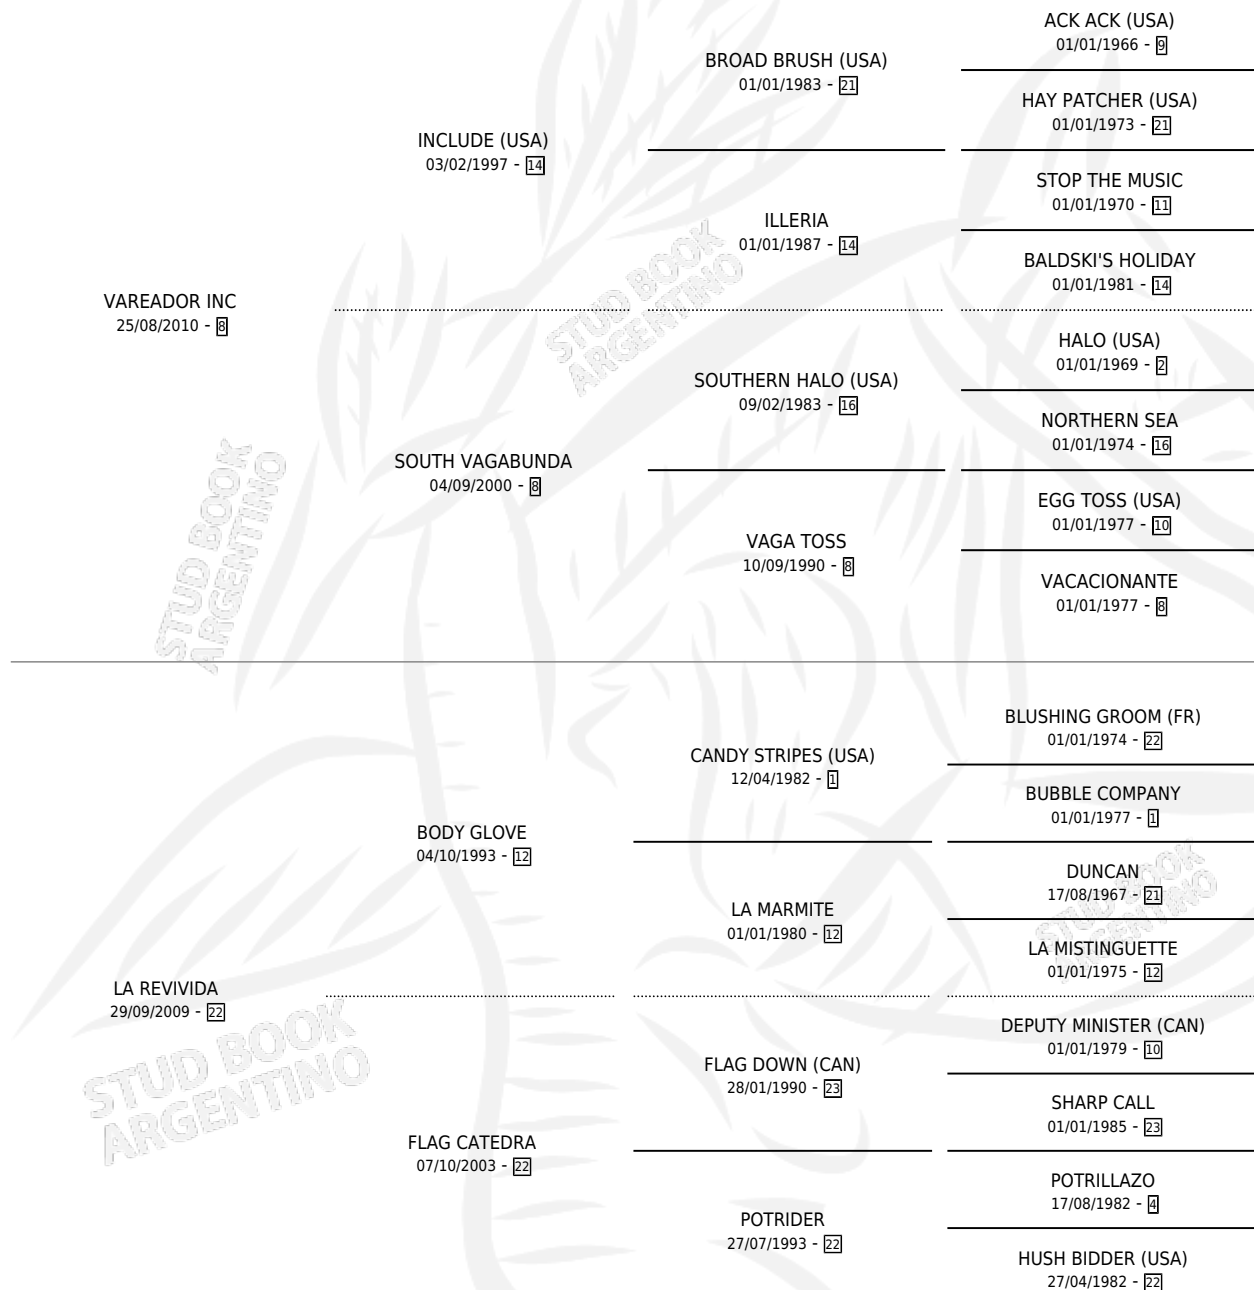 ACK ACK (USA)
01/01/1966 - 9
BROAD BRUSH (USA)
01/01/1983 - 21
HAY PATCHER (USA)
01/01/1973 - 21
INCLUDE (USA)
03/02/1997 - 14
STOP THE MUSIC
01/01/1970 - 11
ILLERIA
01/01/1987 - 14
BALDSKI'S HOLIDAY
01/01/1981 - 14
VAREADOR INC
25/08/2010 - 8
HALO (USA)
01/01/1969 - 2
SOUTHERN HALO (USA)
09/02/1983 - 16
NORTHERN SEA
01/01/1974 - 16
SOUTH VAGABUNDA
04/09/2000 - 8
EGG TOSS (USA)
01/01/1977 - 10
VAGA TOSS
10/09/1990 - 8
VACACIONANTE
01/01/1977 - 8
STUD BOOK
ARGENTINO
STUD BOOK
ARGENTINO
BLUSHING GROOM (FR)
01/01/1974 - 22
CANDY STRIPES (USA)
12/04/1982 - 1
BUBBLE COMPANY
01/01/1977 - 1
BODY GLOVE
04/10/1993 - 12
DUNCAN
17/08/1967 - 21
LA MARMITE
01/01/1980 - 12
LA MISTINGUETTE
01/01/1975 - 12
LA REVIVIDA
29/09/2009 - 22
DEPUTY MINISTER (CAN)
01/01/1979 - 10
FLAG DOWN (CAN)
28/01/1990 - 23
SHARP CALL
01/01/1985 - 23
FLAG CATEDRA
07/10/2003 - 22
POTRILLAZO
17/08/1982 - 4
POTRIDER
27/07/1993 - 22
HUSH BIDDER (USA)
27/04/1982 - 22
STUD BOOK
ARGENTINO
STUD BOOK
ARGENTINO